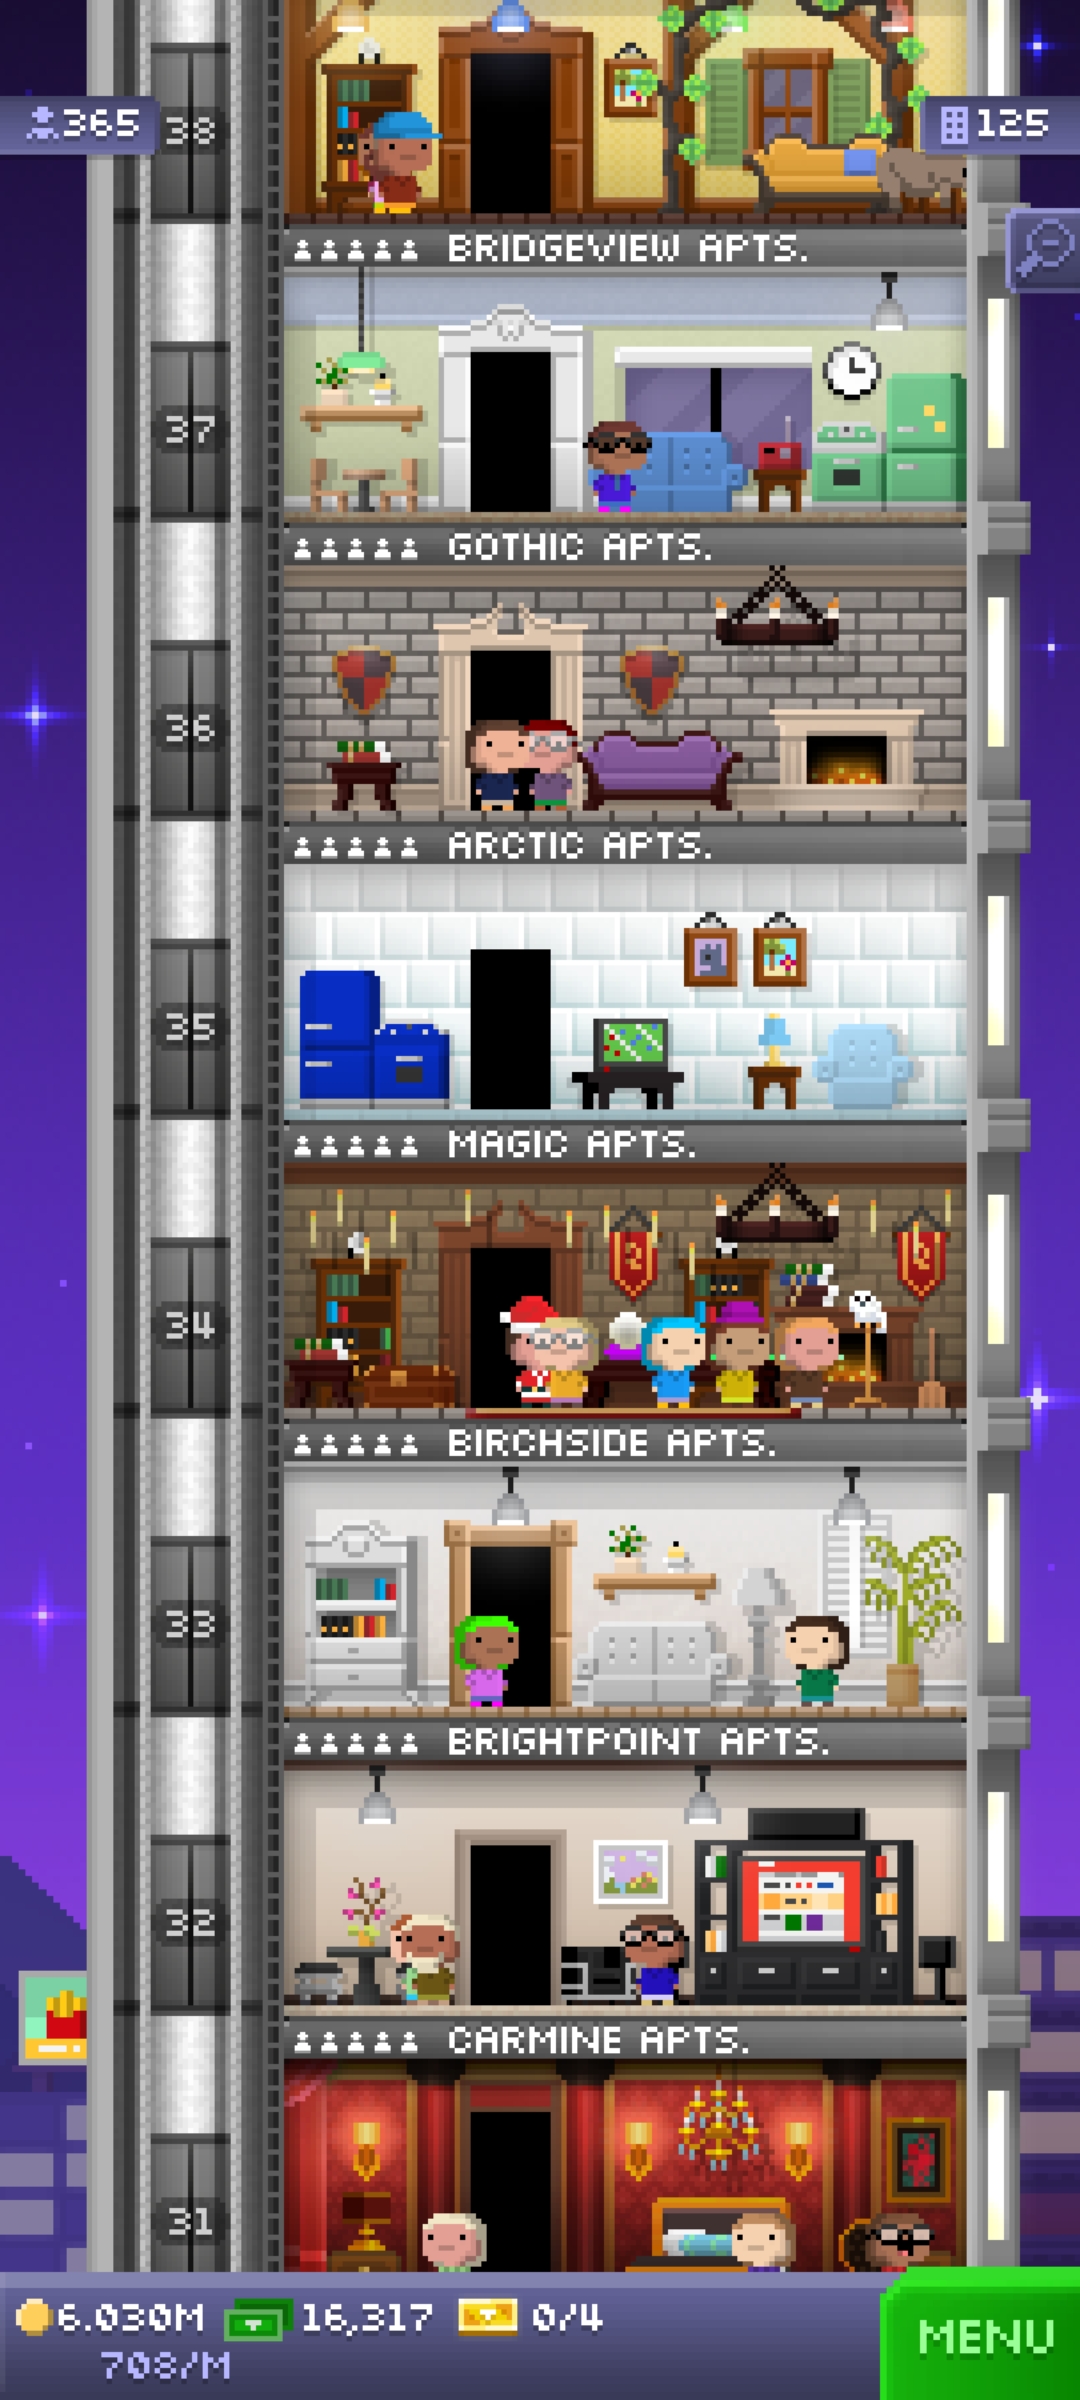 365
38
125
BRIDGEVIEW APTS.
37
GOTHIC APTS.
36
ARCTIC APTS.
35
MAGIC APTS.
34
BIRCHSIDE APTS.
33
BRIGHTPOINT APTS.
32
CARMINE APTS.
31
6.030M 16,317 0/4
708/M
MENU